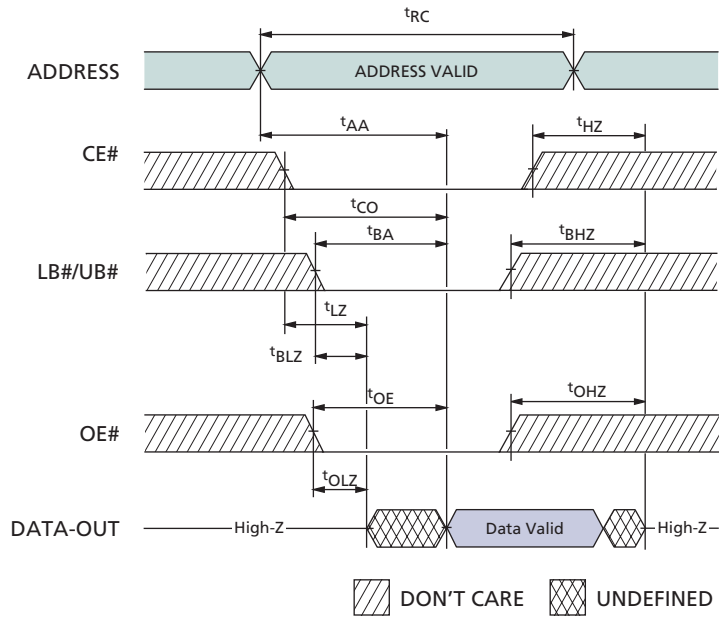 tRC
ADDRESS
ADDRESS VALID
tAA
tHZ
CE#
tCO
tBA
tBHZ
LB#/UB#
tLZ
tBLZ
tOE
tOHZ
OE#
tOLZ
DATA-OUT
High-Z
Data Valid
High-Z
DON'T CARE
UNDEFINED